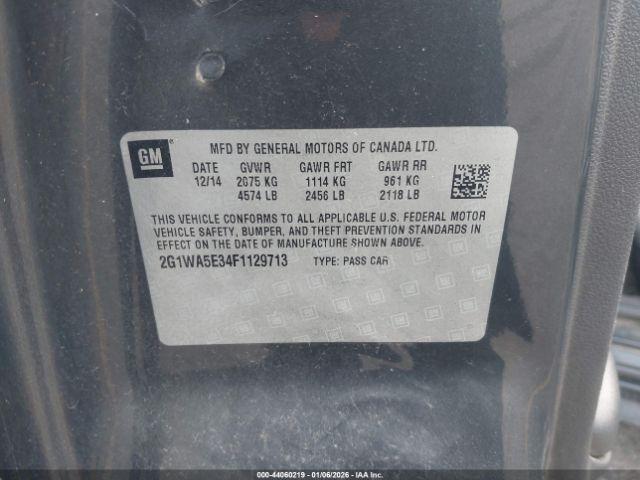 GM
MFD BY GENERAL MOTORS OF CANADA LTD.
DATE GVWR GAWR FRT GAWR RR
12/14 2075 KG 1114 KG 961 KG
4574 LB 2456 LB 2118 LB
THIS VEHICLE CONFORMS TO ALL APPLICABLE U.S. FEDERAL MOTOR
VEHICLE SAFETY, BUMPER, AND THEFT PREVENTION STANDARDS IN
EFFECT ON THE DATE OF MANUFACTURE SHOWN ABOVE.
2G1WA5E34F1129713 TYPE: PASS CAR
000-44060219 - 01/06/2026 - IAAI.com